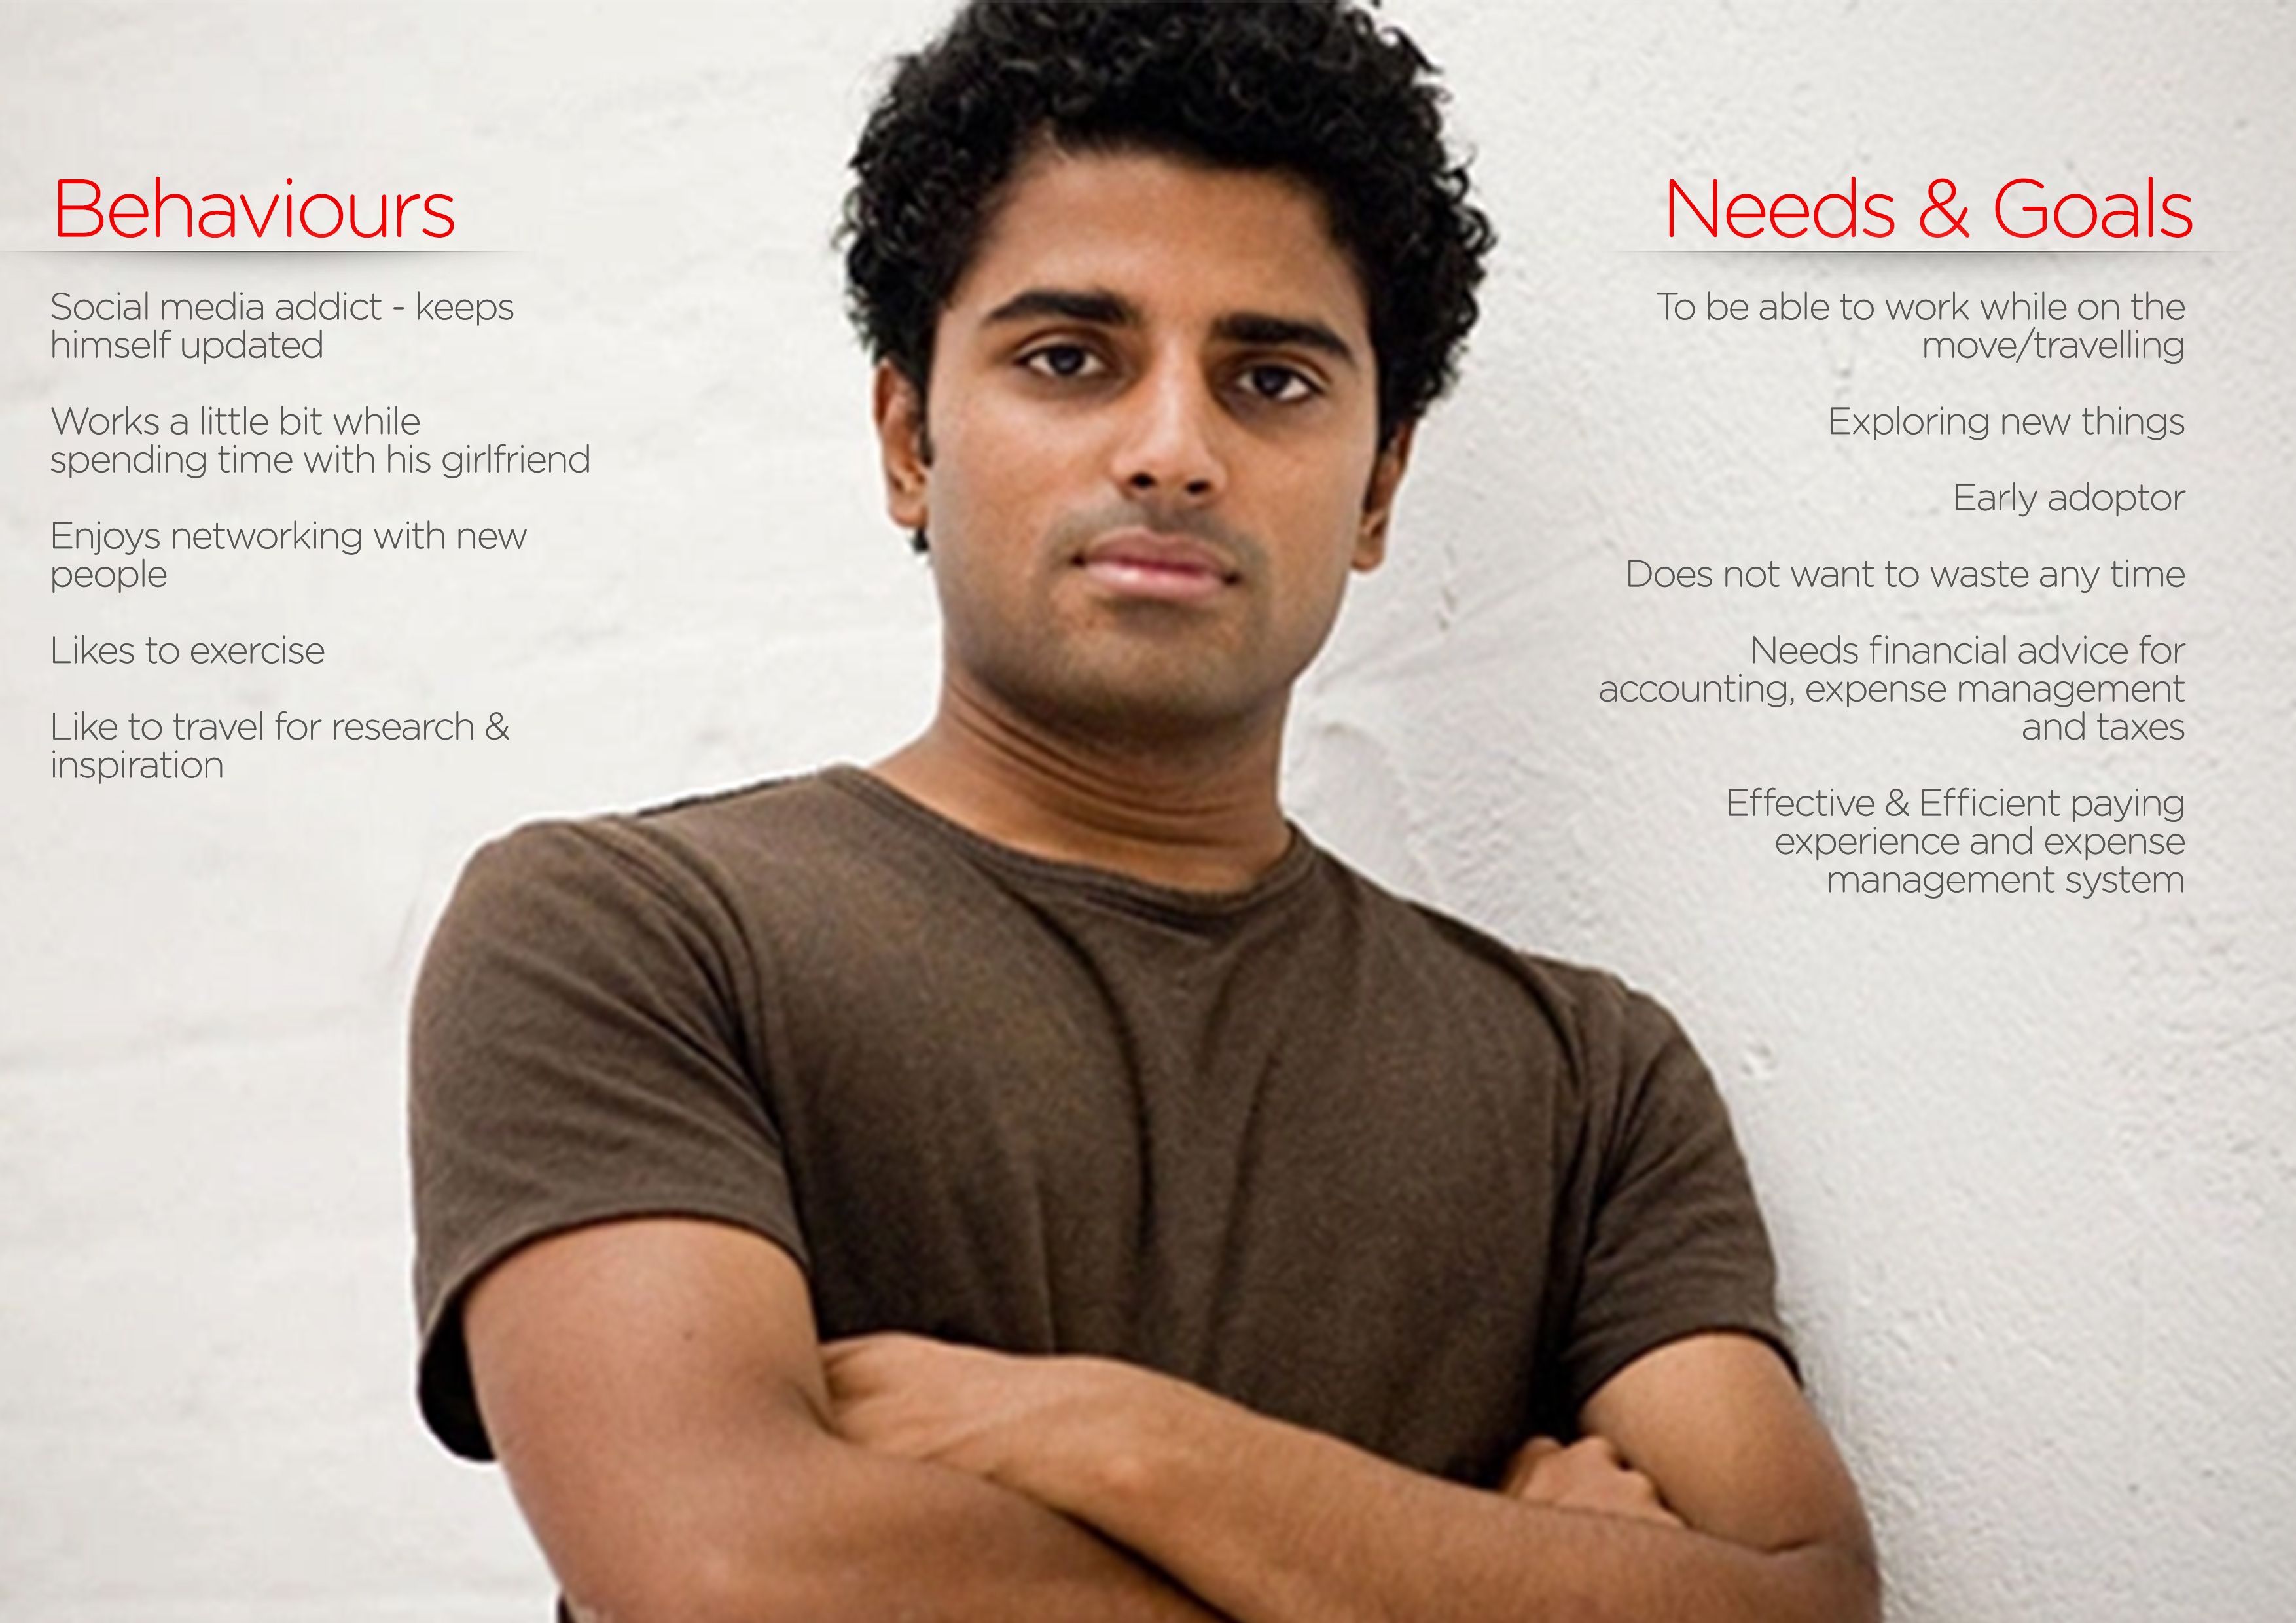 Behaviours
Social media addict - keeps
himself updated
Works a little bit while
spending time with his girlfriend
Enjoys networking with new
people
Likes to exercise
Like to travel for research &
inspiration
Needs & Goals
To be able to work while on the
move/travelling
Exploring new things
Early adoptor
Does not want to waste any time
Needs financial advice for
accounting, expense management
and taxes
Effective & Efficient paying
experience and expense
management system